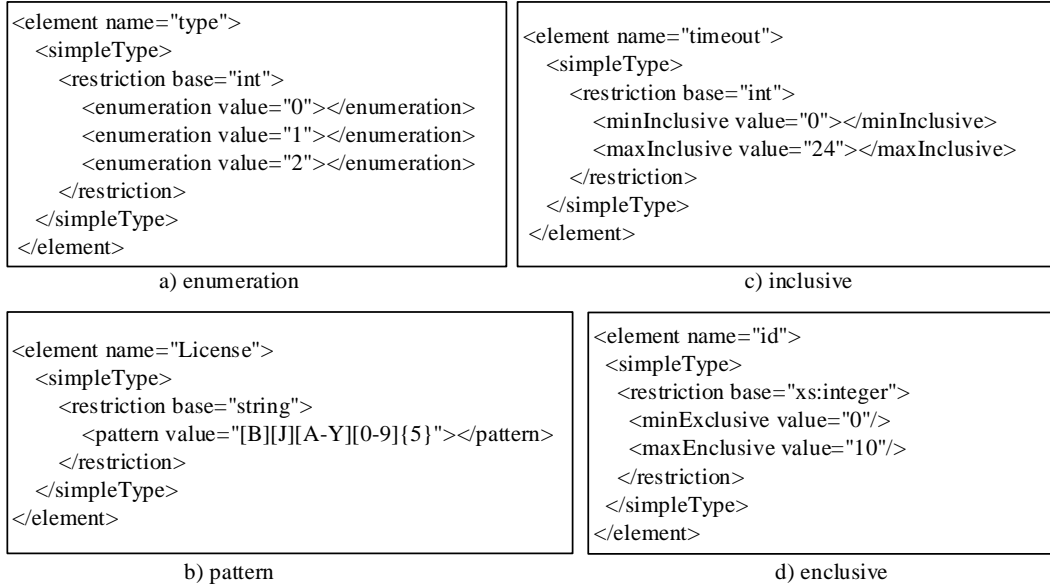 <element name="type">
<simpleType>
<restriction base="int">
<enumeration value="0"></enumeration>
<enumeration value="1"></enumeration>
<enumeration value="2"></enumeration>
</restriction>
</simpleType>
</element>
a) enumeration
<element name="timeout">
<simpleType>
<restriction base="int">
<minInclusive value="0"></minInclusive>
<maxInclusive value="24"></maxInclusive>
</restriction>
</simpleType>
</element>
c) inclusive
<element name="License">
<simpleType>
<restriction base="string">
<pattern value="[B][J][A-Y][0-9]{5}"></pattern>
</restriction>
</simpleType>
</element>
b) pattern
<element name="id">
<simpleType>
<restriction base="xs:integer">
<minExclusive value="0"/>
<maxEnclusive value="10"/>
</restriction>
</simpleType>
</element>
d) enclusive